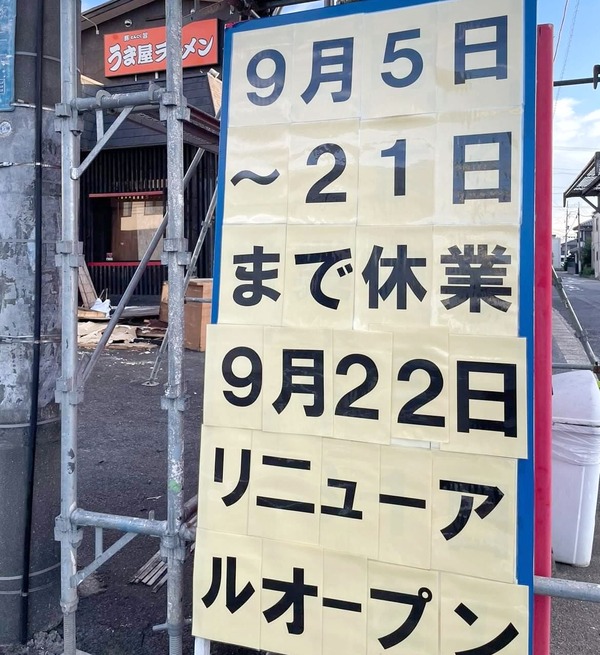 うま屋ラーメン
9月5日
～21日
まで休業
9月22日
リニューア
ルオープン